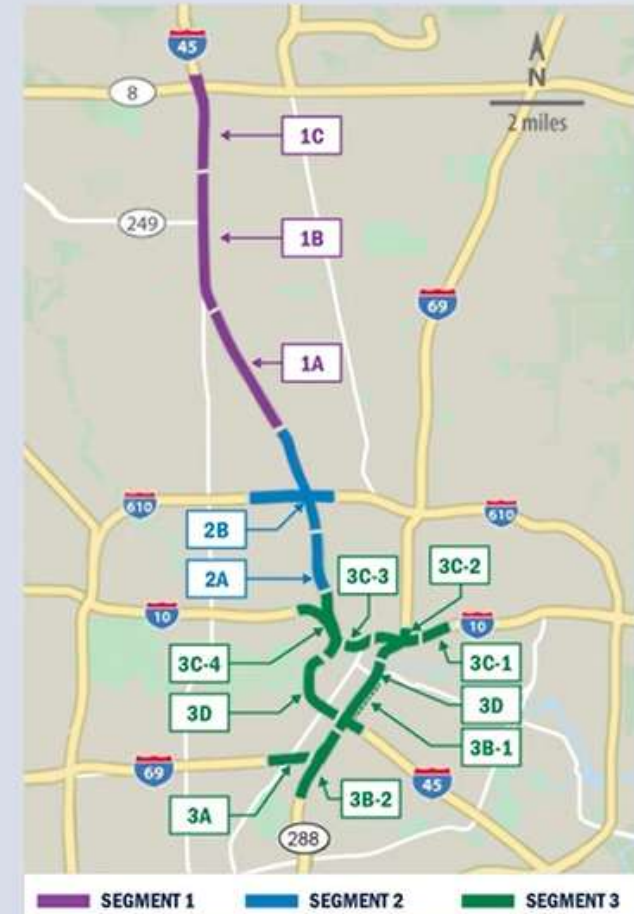 45
8
N
2 miles
1C
249
1B
69
1A
610
2B
610
2A
3C-3
3C-2
10
10
3C-4
3C-1
3D
3D
3B-1
69
45
3A
3B-2
288
SEGMENT 1 SEGMENT 2 SEGMENT 3